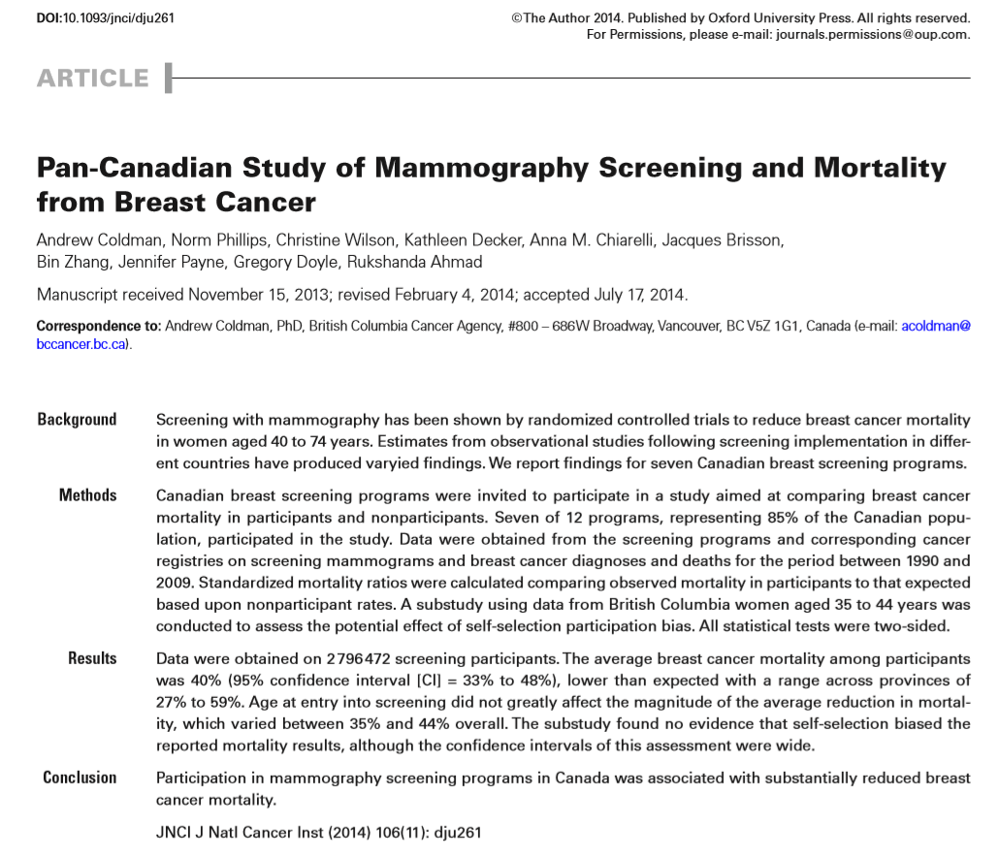 DOI:10.1093/jnci/dju261
©The Author 2014. Published by Oxford University Press. All rights reserved.
For Permissions, please e-mail: journals.permissions@oup.com.
ARTICLE
Pan-Canadian Study of Mammography Screening and Mortality
from Breast Cancer
Andrew Coldman, Norm Phillips, Christine Wilson, Kathleen Decker, Anna M. Chiarelli, Jacques Brisson,
Bin Zhang, Jennifer Payne, Gregory Doyle, Rukshanda Ahmad
Manuscript received November 15, 2013; revised February 4, 2014; accepted July 17, 2014.
Correspondence to: Andrew Coldman, PhD, British Columbia Cancer Agency, #800 – 686W Broadway, Vancouver, BC V5Z 1G1, Canada (e-mail: acoldman@
bccancer.bc.ca).
Background Screening with mammography has been shown by randomized controlled trials to reduce breast cancer mortality
in women aged 40 to 74 years. Estimates from observational studies following screening implementation in differ-
ent countries have produced varyied findings. We report findings for seven Canadian breast screening programs.
Methods Canadian breast screening programs were invited to participate in a study aimed at comparing breast cancer
mortality in participants and nonparticipants. Seven of 12 programs, representing 85% of the Canadian popu-
lation, participated in the study. Data were obtained from the screening programs and corresponding cancer
registries on screening mammograms and breast cancer diagnoses and deaths for the period between 1990 and
2009. Standardized mortality ratios were calculated comparing observed mortality in participants to that expected
based upon nonparticipant rates. A substudy using data from British Columbia women aged 35 to 44 years was
conducted to assess the potential effect of self-selection participation bias. All statistical tests were two-sided.
Results Data were obtained on 2 796 472 screening participants. The average breast cancer mortality among participants
was 40% (95% confidence interval [CI] = 33% to 48%), lower than expected with a range across provinces of
27% to 59%. Age at entry into screening did not greatly affect the magnitude of the average reduction in mortal-
ity, which varied between 35% and 44% overall. The substudy found no evidence that self-selection biased the
reported mortality results, although the confidence intervals of this assessment were wide.
Conclusion Participation in mammography screening programs in Canada was associated with substantially reduced breast
cancer mortality.
JNCI J Natl Cancer Inst (2014) 106(11): dju261